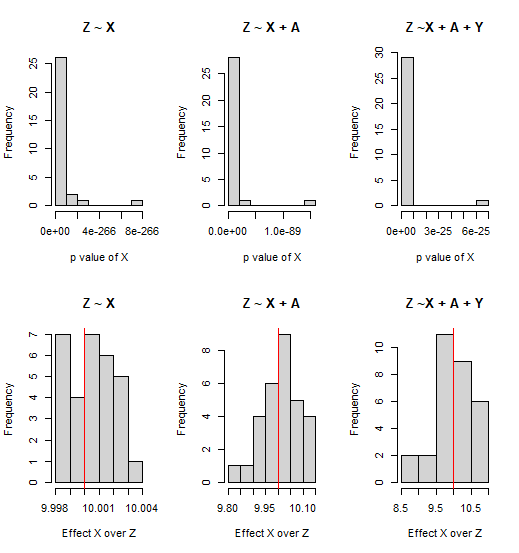 Z ~ X
Z ~ X + A
Z ~X + A + Y
Frequency
0 5 10 15 20 25
0e+00 4e-266 8e-266
p value of X
Frequency
0 5 10 15 20 25
0.0e+00 1.0e-89
p value of X
Frequency
0 5 10 15 20 25 30
0e+00 3e-25 6e-25
p value of X
Z ~ X
Z ~ X + A
Z ~X + A + Y
Frequency
0 1 2 3 4 5 6 7
9.998 10.001 10.004
Effect X over Z
Frequency
0 2 4 6 8
9.80 9.95 10.10
Effect X over Z
Frequency
0 2 4 6 8 10
8.5 9.5 10.5
Effect X over Z